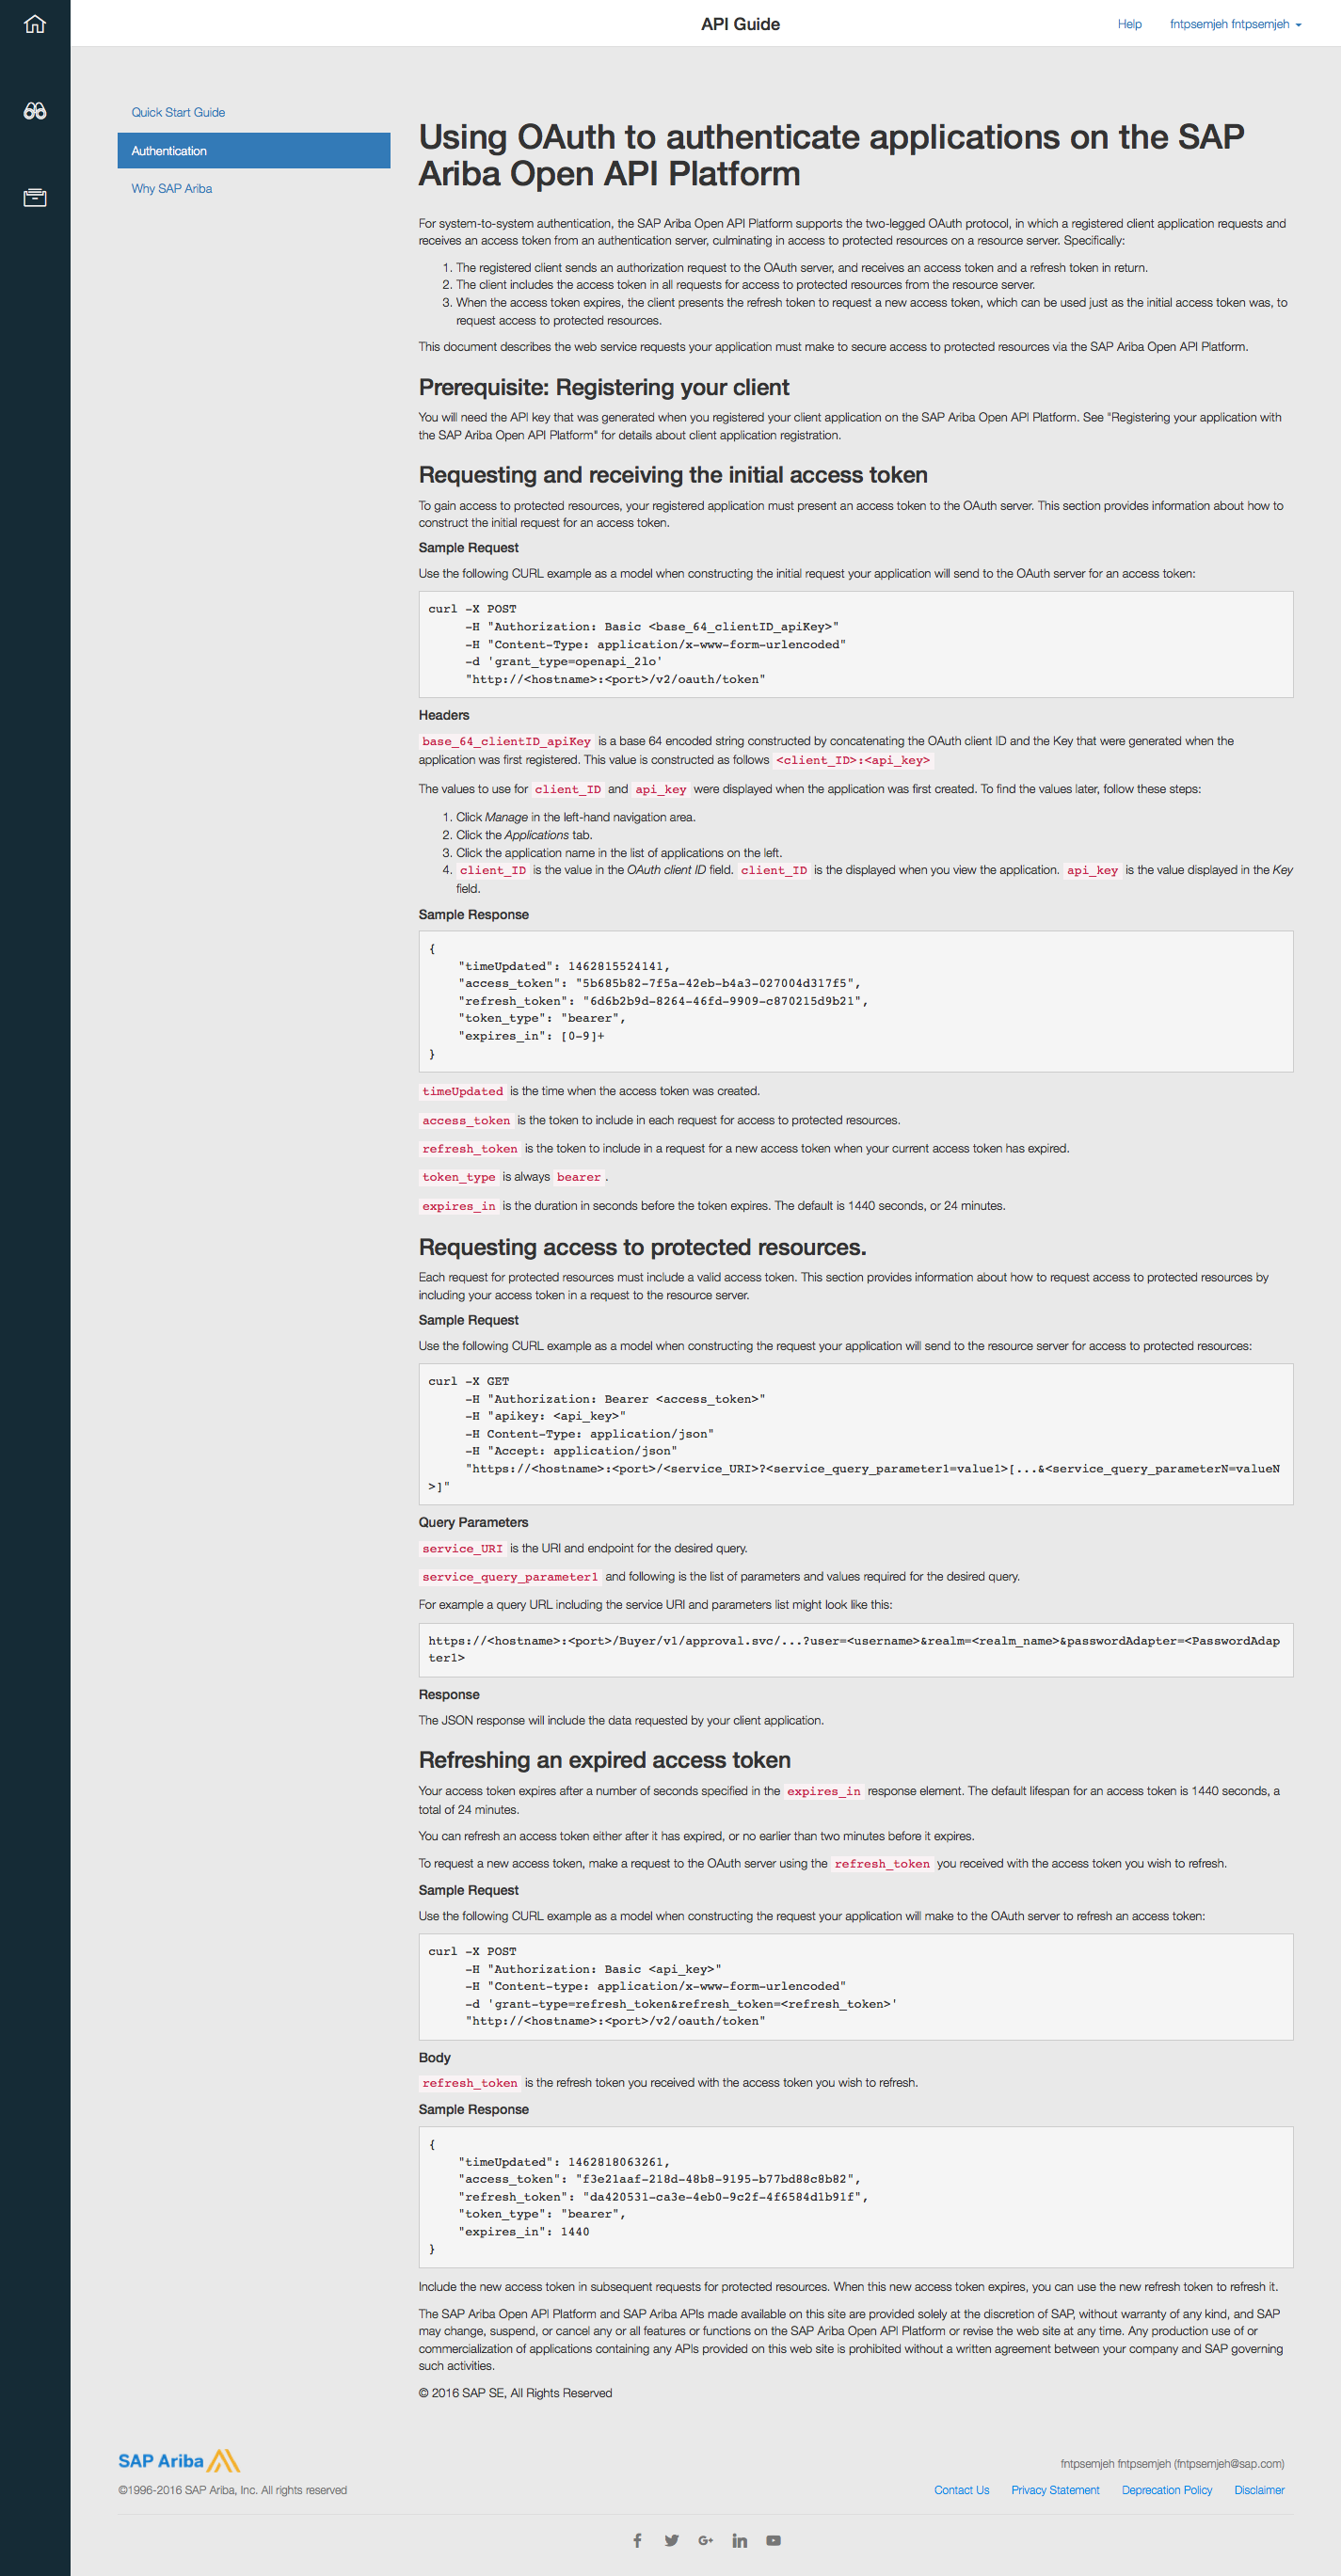 API Guide
Help
fntpsemjeh fntpsemjeh
Quick Start Guide
Authentication
Why SAP Ariba
Using OAuth to authenticate applications on the SAP
Ariba Open API Platform
For system-to-system authentication, the SAP Ariba Open API Platform supports the two-legged OAuth protocol, in which a registered client application requests and
receives an access token from an authentication server, culminating in access to protected resources on a resource server. Specifically:
1. The registered client sends an authorization request to the OAuth server, and receives an access token and a refresh token in return.
2. The client includes the access token in all requests for access to protected resources from the resource server.
3. When the access token expires, the client presents the refresh token to request a new access token, which can be used just as the initial access token was, to
request access to protected resources.
This document describes the web service requests your application must make to secure access to protected resources via the SAP Ariba Open API Platform.
Prerequisite: Registering your client
You will need the API key that was generated when you registered your client application on the SAP Ariba Open API Platform. See "Registering your application with
the SAP Ariba Open API Platform" for details about client application registration.
Requesting and receiving the initial access token
To gain access to protected resources, your registered application must present an access token to the OAuth server. This section provides information about how to
construct the initial request for an access token.
Sample Request
Use the following CURL example as a model when constructing the initial request your application will send to the OAuth server for an access token:
curl -X POST
-H "Authorization: Basic <base_64_clientID_apiKey>"
-H "Content-Type: application/x-www-form-urlencoded"
-d 'grant_type=openapi_2lo'
"http://<hostname>:<port>/v2/oauth/token"
Headers
base_64_clientID_apiKey is a base 64 encoded string constructed by concatenating the OAuth client ID and the Key that were generated when the
application was first registered. This value is constructed as follows <client_ID>:<api_key>
The values to use for client_ID and api_key were displayed when the application was first created. To find the values later, follow these steps:
1. Click Manage in the left-hand navigation area.
2. Click the Applications tab.
3. Click the application name in the list of applications on the left.
4. client_ID is the value in the OAuth client ID field. client_ID is the displayed when you view the application. api_key is the value displayed in the Key
field.
Sample Response
{
"timeUpdated": 1462815524141,
"access_token": "5b685b82-7f5a-42eb-b4a3-027004d317f5",
"refresh_token": "6d6b2b9d-8264-46fd-9909-c870215d9b21",
"token_type": "bearer",
"expires_in": [0-9]+
}
timeUpdated is the time when the access token was created.
access_token is the token to include in each request for access to protected resources.
refresh_token is the token to include in a request for a new access token when your current access token has expired.
token_type is always bearer.
expires_in is the duration in seconds before the token expires. The default is 1440 seconds, or 24 minutes.
Requesting access to protected resources.
Each request for protected resources must include a valid access token. This section provides information about how to request access to protected resources by
including your access token in a request to the resource server.
Sample Request
Use the following CURL example as a model when constructing the request your application will send to the resource server for access to protected resources:
curl -X GET
-H "Authorization: Bearer <access_token>"
-H "apikey: <api_key>"
-H Content-Type: application/json"
-H "Accept: application/json"
"https://<hostname>:<port>/<service_URI>?<service_query_parameter1=value1>[...&<service_query_parameterN=valueN
>]"
Query Parameters
service_URI is the URI and endpoint for the desired query.
service_query_parameter1 and following is the list of parameters and values required for the desired query.
For example a query URL including the service URI and parameters list might look like this:
https://<hostname>:<port>/Buyer/v1/approval.svc/...?user=<username>&realm=<realm_name>&passwordAdapter=<PasswordAdap
ter1>
Response
The JSON response will include the data requested by your client application.
Refreshing an expired access token
Your access token expires after a number of seconds specified in the expires_in response element. The default lifespan for an access token is 1440 seconds, a
total of 24 minutes.
You can refresh an access token either after it has expired, or no earlier than two minutes before it expires.
To request a new access token, make a request to the OAuth server using the refresh_token you received with the access token you wish to refresh.
Sample Request
Use the following CURL example as a model when constructing the request your application will make to the OAuth server to refresh an access token:
curl -X POST
-H "Authorization: Basic <api_key>"
-H "Content-type: application/x-www-form-urlencoded"
-d 'grant-type=refresh_token&refresh_token=<refresh_token>'
"http://<hostname>:<port>/v2/oauth/token"
Body
refresh_token is the refresh token you received with the access token you wish to refresh.
Sample Response
{
"timeUpdated": 1462818063261,
"access_token": "f3e21aaf-218d-48b8-9195-b77bd88c8b82",
"refresh_token": "da420531-ca3e-4eb0-9c2f-4f6584d1b91f",
"token_type": "bearer",
"expires_in": 1440
}
Include the new access token in subsequent requests for protected resources. When this new access token expires, you can use the new refresh token to refresh it.
The SAP Ariba Open API Platform and SAP Ariba APIs made available on this site are provided solely at the discretion of SAP, without warranty of any kind, and SAP
may change, suspend, or cancel any or all features or functions on the SAP Ariba Open API Platform or revise the web site at any time. Any production use of or
commercialization of applications containing any APIs provided on this web site is prohibited without a written agreement between your company and SAP governing
such activities.
© 2016 SAP SE, All Rights Reserved
SAP Ariba
fntpsemjeh fntpsemjeh (fntpsemjeh@sap.com)
©1996-2016 SAP Ariba, Inc. All rights reserved
Contact Us
Privacy Statement
Deprecation Policy
Disclaimer